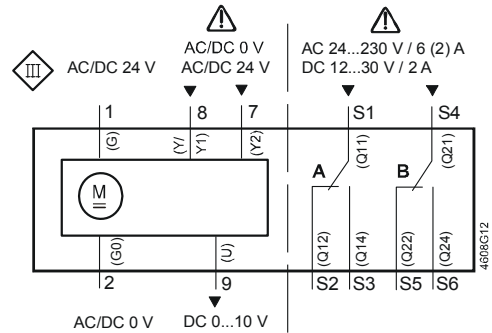 AC/DC 0 V
AC 24...230 V / 6 (2) A
III
AC/DC 24 V
AC/DC 24 V
DC 12...30 V / 2 A
1
8
7
S1
S4
(G)
(Y/
Y1)
(Y2)
(Q11)
(Q21)
A
B
M
(G0)
(U)
(Q12)
(Q14)
(Q22)
(Q24)
4608G12
2
9
S2
S3
S5
S6
AC/DC 0 V
DC 0...10 V